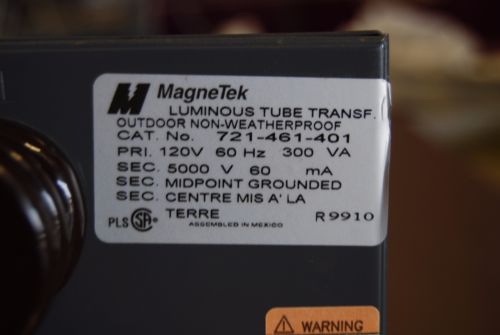 MagneTek
LUMINOUS TUBE TRANSF.
OUTDOOR NON-WEATHERPROOF
CAT. No. 721-461-401
PRI. 120V 60 Hz 300 VA
SEC. 5000 V 60 mA
SEC. MIDPOINT GROUNDED
SEC. CENTRE MIS A' LA
PLS SA ® TERRE R9910
ASSEMBLED IN MEXICO
WARNING